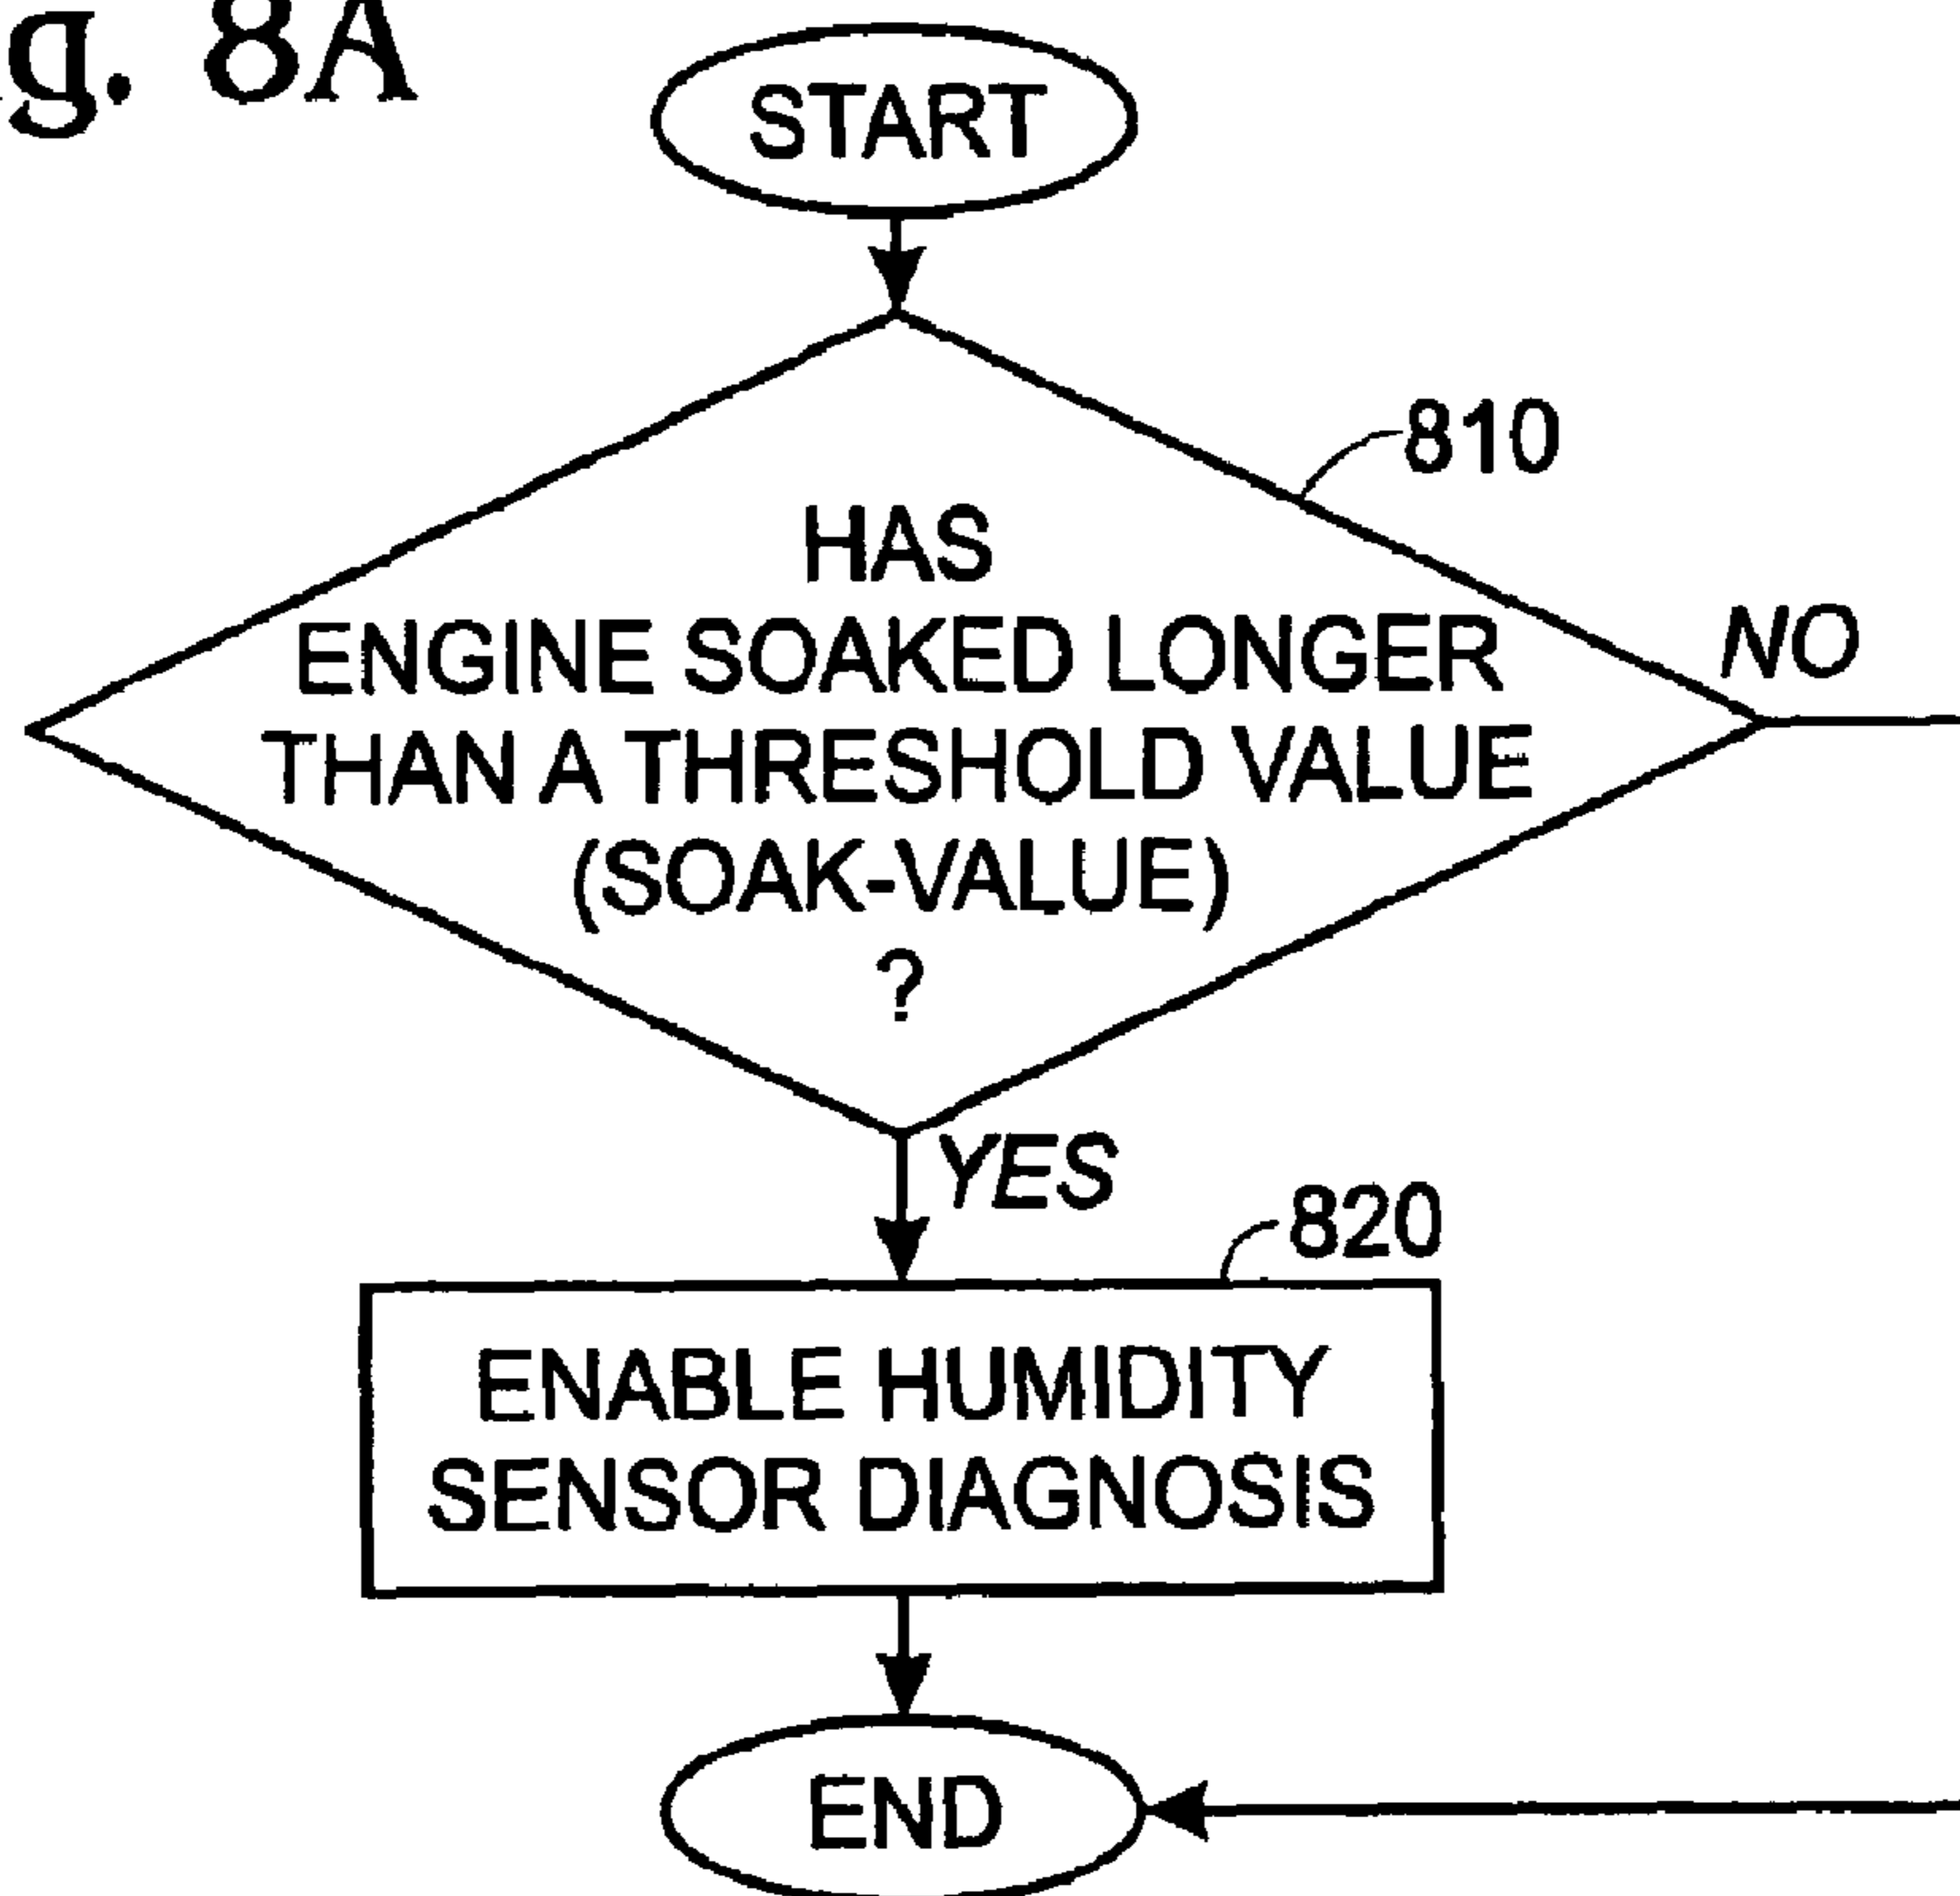 g. 8A
START
810
HAS
ENGINE SOAKED LONGER
THAN A THRESHOLD VALUE
(SOAK-VALUE)
?
NO
YES
820
ENABLE HUMIDITY
SENSOR DIAGNOSIS
END